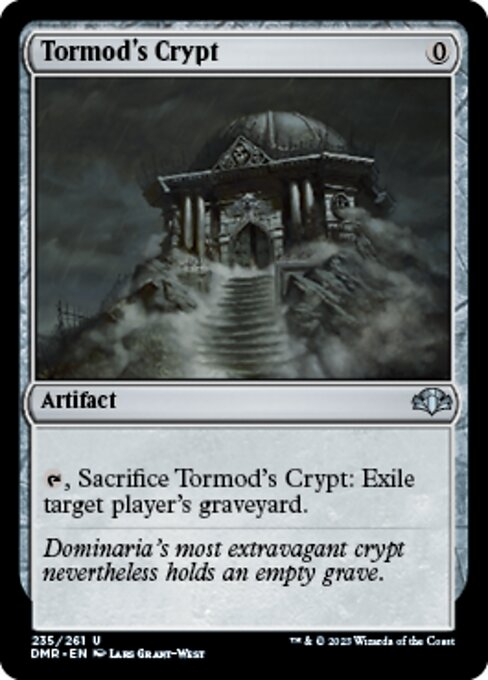 Tormod's Crypt 0
Artifact
, Sacrifice Tormod's Crypt: Exile
target player's graveyard.
Dominaria's most extravagant crypt
nevertheless holds an empty grave.
235/261 U ™ & © 2023 Wizards of the Coast
DMR • EN Lars Grant-West